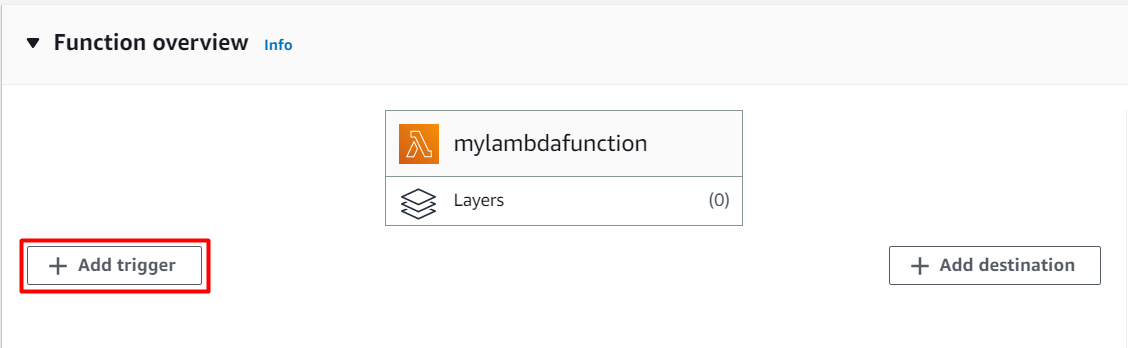 Function overview Info
mylambdafunction
Layers (0)
Add trigger
Add destination